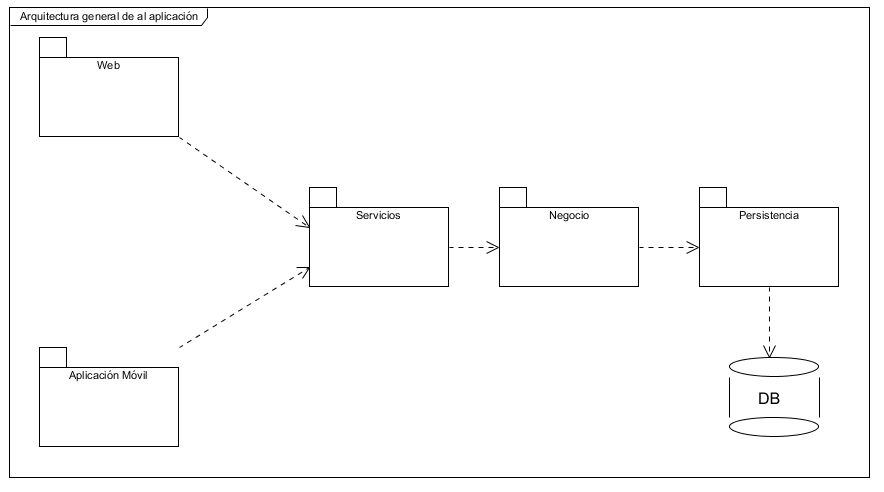 Arquitectura general de al aplicación
Web
Servicios
Negocio
Persistencia
Aplicación Móvil
DB